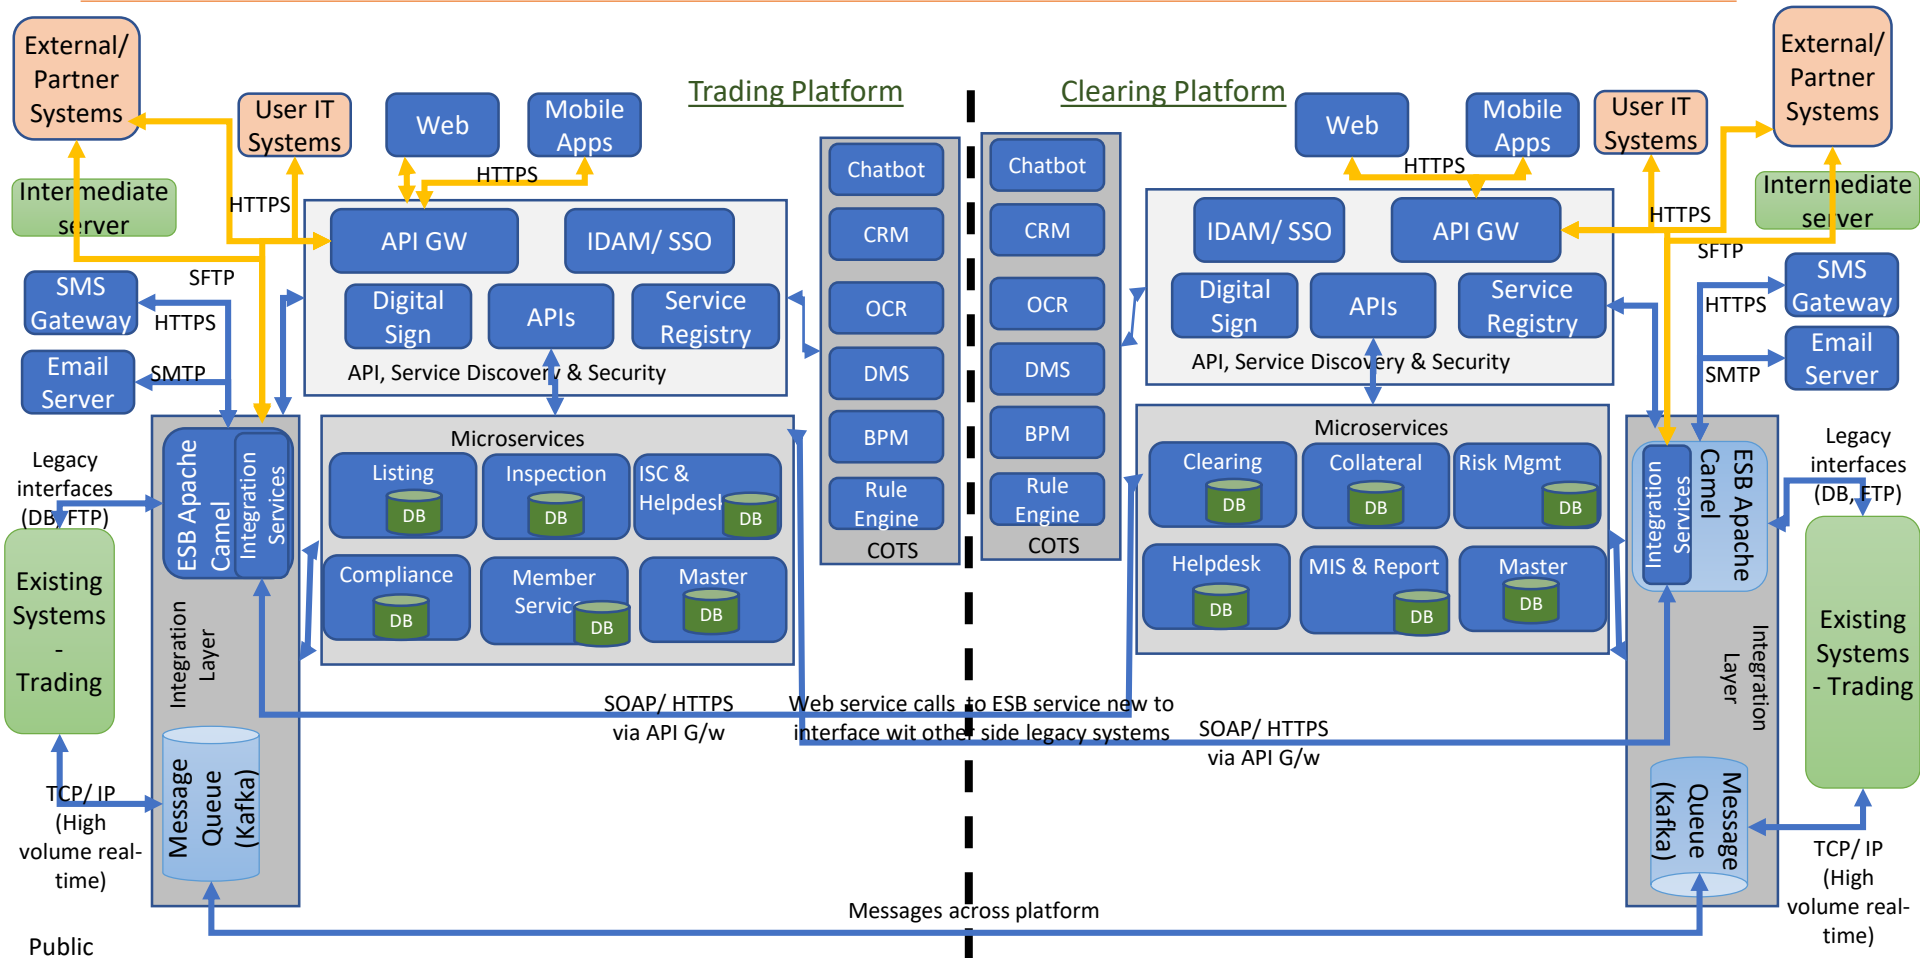 External/
Partner
Systems
User IT
Systems
Web
Mobile
Apps
Trading Platform
Clearing Platform
Web
Mobile
Apps
User IT
Systems
External/
Partner
Systems
HTTPS
HTTPS
Intermediate
server
HTTPS
SFTP
API GW
IDAM/ SSO
Digital
Sign
APIs
Service
Registry
API, Service Discovery & Security
Chatbot
CRM
OCR
DMS
BPM
Rule
Engine
COTS
Chatbot
CRM
OCR
DMS
BPM
Rule
Engine
COTS
IDAM/ SSO
API GW
Digital
Sign
APIs
Service
Registry
API, Service Discovery & Security
Intermediate
server
HTTPS
SFTP
SMS
Gateway
HTTPS
Email
Server
SMTP
SMS
Gateway
HTTPS
Email
Server
SMTP
Legacy
interfaces
(DB, FTP)
ESB Apache
Camel
Integration
Services
Microservices
Listing
DB
Inspection
DB
ISC &
Helpdesk
DB
Compliance
DB
Member
Service
DB
Master
DB
Microservices
Clearing
DB
Collateral
DB
Risk Mgmt
DB
Helpdesk
DB
MIS & Report
DB
Master
DB
Integration
Services
ESB Apache
Camel
Legacy
interfaces
(DB, FTP)
Existing
Systems
-
Trading
Integration
Layer
Integration
Layer
Existing
Systems
- Trading
SOAP/ HTTPS
via API G/w
Web service calls to ESB service new to
interface wit other side legacy systems
SOAP/ HTTPS
via API G/w
Message
Queue
(Kafka)
Message
Queue
(Kafka)
TCP/ IP
(High
volume real-
time)
TCP/ IP
(High
volume real-
time)
Messages across platform
Public